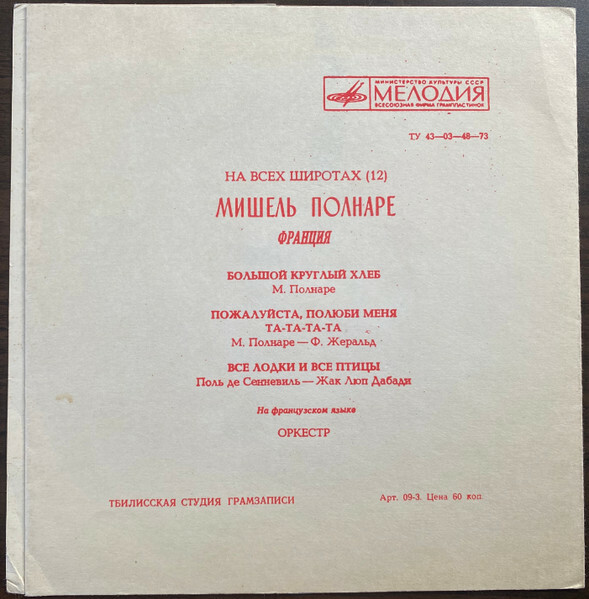 МИНИСТЕРСТВО КУЛЬТУРЫ СССР
МЕЛОДИЯ
ВСЕСОЮЗНАЯ ФИРМА ГРАМПЛАСТИНОК
ТУ 43—03—48—73
НА ВСЕХ ШИРОТАХ (12)
МИШЕЛЬ ПОЛНАРЕ
ФРАНЦИЯ
БОЛЬШОЙ КРУГЛЫЙ ХЛЕБ
М. Полнаре
ПОЖАЛУЙСТА, ПОЛЮБИ МЕНЯ
ТА-ТА-ТА-ТА
М. Полнаре — Ф. Жеральд
ВСЕ ЛОДКИ И ВСЕ ПТИЦЫ
Поль де Сенневиль — Жак Люп Дабади
На французском языке
ОРКЕСТР
ТБИЛИССКАЯ СТУДИЯ ГРАМЗАПИСИ
Арт. 09-3. Цена 60 коп.